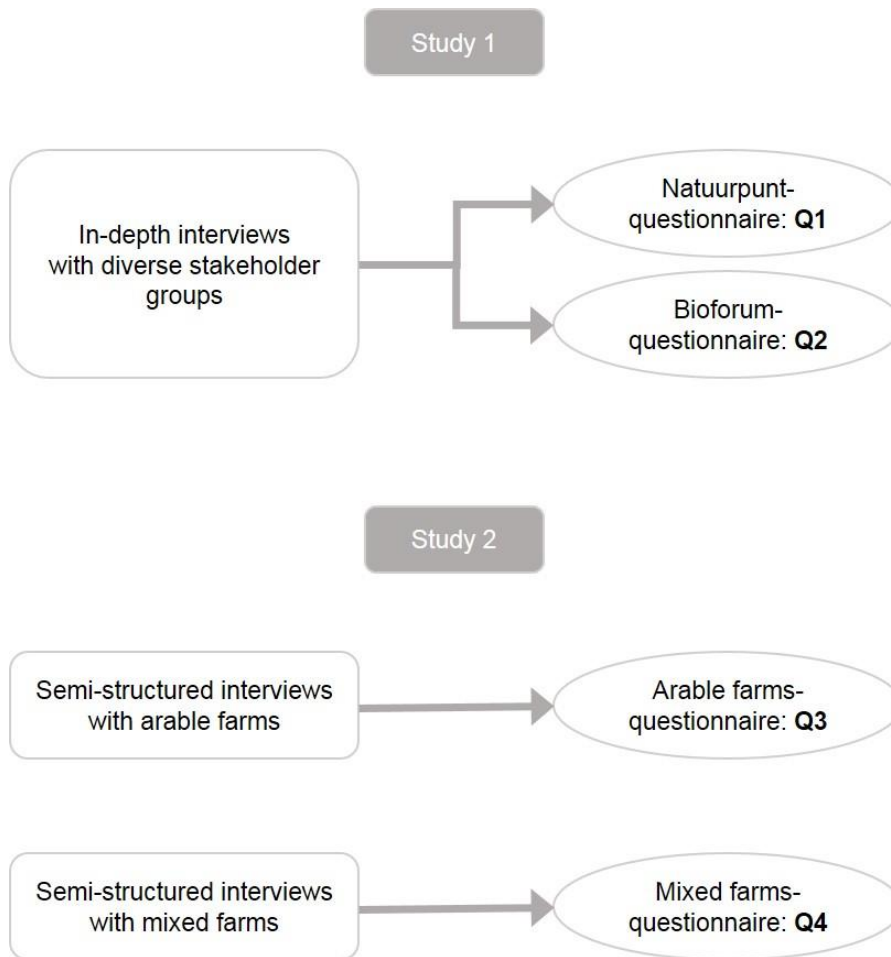 Study 1
In-depth interviews
with diverse stakeholder
groups
Natuurpunt-
questionnaire: Q1
Bioforum-
questionnaire: Q2
Study 2
Semi-structured interviews
with arable farms
Arable farms-
questionnaire: Q3
Semi-structured interviews
with mixed farms
Mixed farms-
questionnaire: Q4